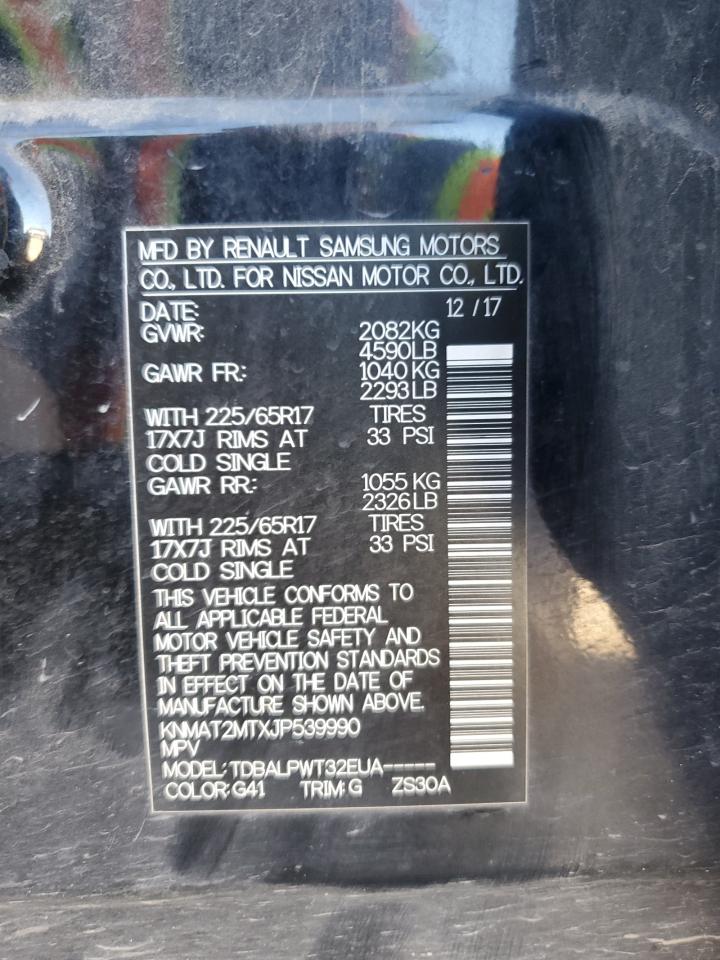 MFD BY RENAULT SAMSUNG MOTORS
CO., LTD. FOR NISSAN MOTOR CO., LTD.
DATE: 12 / 17
GVWR: 2082KG
4590LB
GAWR FR: 1040 KG
2293LB
WITH 225/65R17 TIRES
17X7J RIMS AT 33 PSI
COLD SINGLE
GAWR RR: 1055 KG
2326LB
WITH 225/65R17 TIRES
17X7J RIMS AT 33 PSI
COLD SINGLE
THIS VEHICLE CONFORMS TO
ALL APPLICABLE FEDERAL
MOTOR VEHICLE SAFETY AND
THEFT PREVENTION STANDARDS
IN EFFECT ON THE DATE OF
MANUFACTURE SHOWN ABOVE.
KNMAT2MTXJP539990
MPV
MODEL: TDBALPWT32EUA-----
COLOR: G41 TRIM: G ZS30A